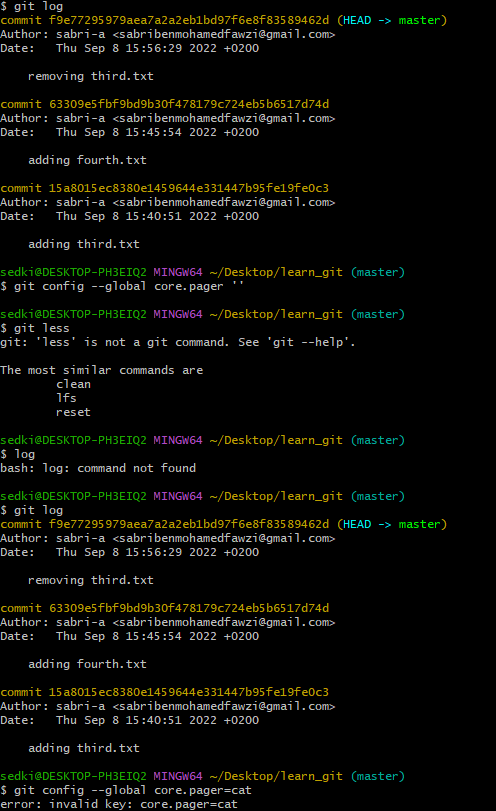 $ git log
commit f9e77295979aea7a2a2eb1bd97f6e8f83589462d (HEAD -> master)
Author: sabri-a <sabribenmohamedfawzi@gmail.com>
Date:   Thu Sep 8 15:56:29 2022 +0200
    removing third.txt
commit 63309e5fbf9bd9b30f478179c724eb5b6517d74d
Author: sabri-a <sabribenmohamedfawzi@gmail.com>
Date:   Thu Sep 8 15:45:54 2022 +0200
    adding fourth.txt
commit 15a8015ec8380e1459644e331447b95fe19fe0c3
Author: sabri-a <sabribenmohamedfawzi@gmail.com>
Date:   Thu Sep 8 15:40:51 2022 +0200
    adding third.txt
sedki@DESKTOP-PH3EIQ2 MINGW64 ~/Desktop/learn_git (master)
$ git config --global core.pager ''
sedki@DESKTOP-PH3EIQ2 MINGW64 ~/Desktop/learn_git (master)
$ git less
git: 'less' is not a git command. See 'git --help'.
The most similar commands are
        clean
        lfs
        reset
sedki@DESKTOP-PH3EIQ2 MINGW64 ~/Desktop/learn_git (master)
$ log
bash: log: command not found
sedki@DESKTOP-PH3EIQ2 MINGW64 ~/Desktop/learn_git (master)
$ git log
commit f9e77295979aea7a2a2eb1bd97f6e8f83589462d (HEAD -> master)
Author: sabri-a <sabribenmohamedfawzi@gmail.com>
Date:   Thu Sep 8 15:56:29 2022 +0200
    removing third.txt
commit 63309e5fbf9bd9b30f478179c724eb5b6517d74d
Author: sabri-a <sabribenmohamedfawzi@gmail.com>
Date:   Thu Sep 8 15:45:54 2022 +0200
    adding fourth.txt
commit 15a8015ec8380e1459644e331447b95fe19fe0c3
Author: sabri-a <sabribenmohamedfawzi@gmail.com>
Date:   Thu Sep 8 15:40:51 2022 +0200
    adding third.txt
sedki@DESKTOP-PH3EIQ2 MINGW64 ~/Desktop/learn_git (master)
$ git config --global core.pager=cat
error: invalid key: core.pager=cat